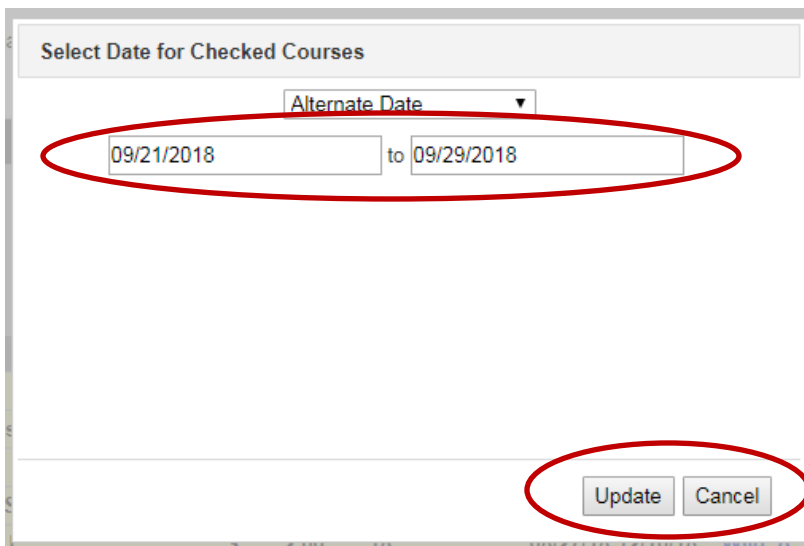 Select Date for Checked Courses
Alternate Date
09/21/2018 to 09/29/2018
Update Cancel